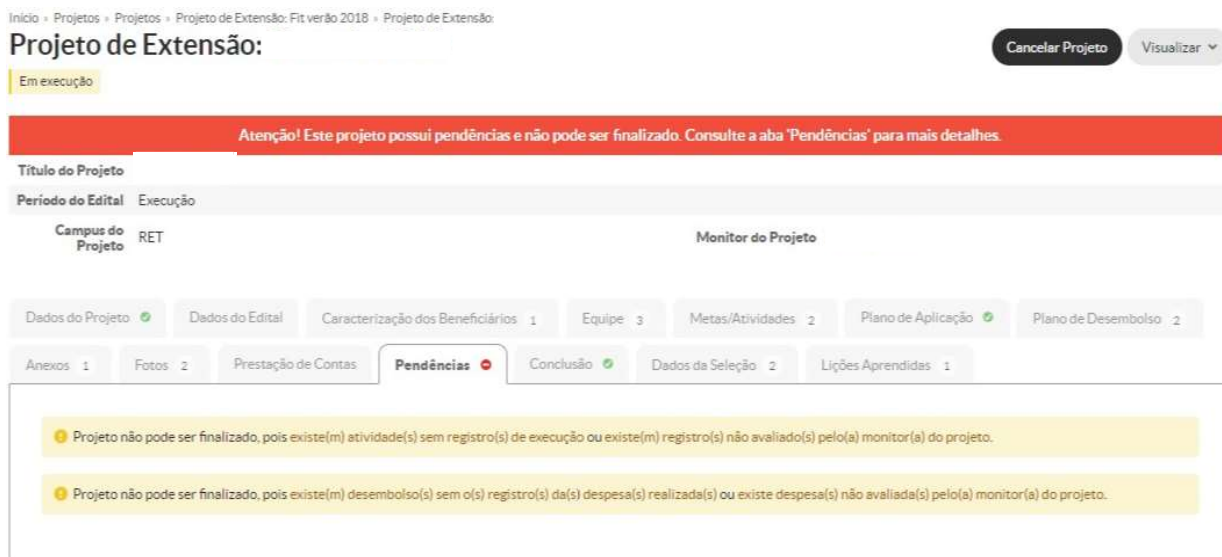 Início » Projetos » Projetos » Projeto de Extensão: Fit verão 2018 » Projeto de Extensão:
Projeto de Extensão:
Cancelar Projeto
Visualizar
Em execução
Atenção! Este projeto possui pendências e não pode ser finalizado. Consulte a aba 'Pendências' para mais detalhes.
Título do Projeto
Período do Edital Execução
Campus do Projeto RET Monitor do Projeto
Dados do Projeto Dados do Edital Caracterização dos Beneficiários 1 Equipe 3 Metas/Atividades 2 Plano de Aplicação Plano de Desembolso 2
Anexos 1 Fotos 2 Prestação de Contas Pendências Conclusão Dados da Seleção 2 Lições Aprendidas 1
Projeto não pode ser finalizado, pois existe(m) atividade(s) sem registro(s) de execução ou existe(m) registro(s) não avaliado(s) pelo(a) monitor(a) do projeto.
Projeto não pode ser finalizado, pois existe(m) desembolso(s) sem o(s) registro(s) da(s) despesa(s) realizada(s) ou existe despesa(s) não avaliada(s) pelo(a) monitor(a) do projeto.